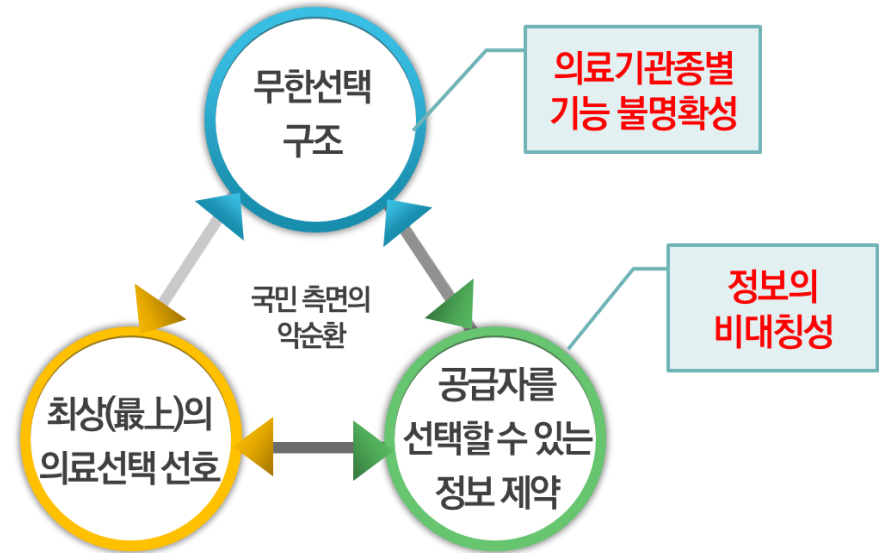 무한선택
구조
의료기관종별
기능 불명확성
국민 측면의
악순환
정보의
비대칭성
최상(最上)의
의료선택 선호
공급자를
선택할 수 있는
정보 제약